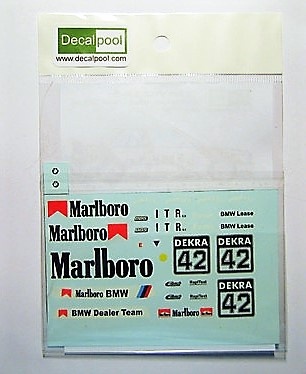 Decalpool
www.decalpool.com
Marlboro
I T R
BMW Lease
Marlboro
I T R
BMW Lease
Marlboro
E
DEKRA
42
DEKRA
42
Marlboro BMW
DEKRA
42
BMW Dealer Team
Marlboro